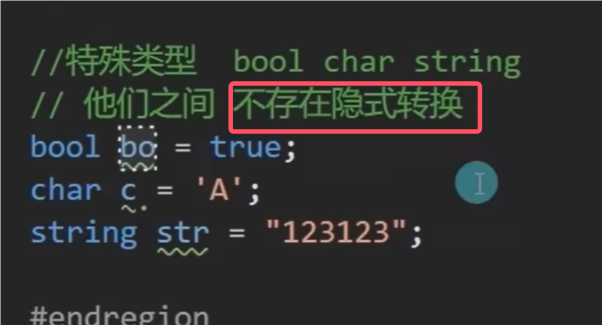 //特殊类型  bool char string
// 他们之间 不存在隐式转换
bool bo = true;
char c = 'A';
string str = "123123";
#endregion